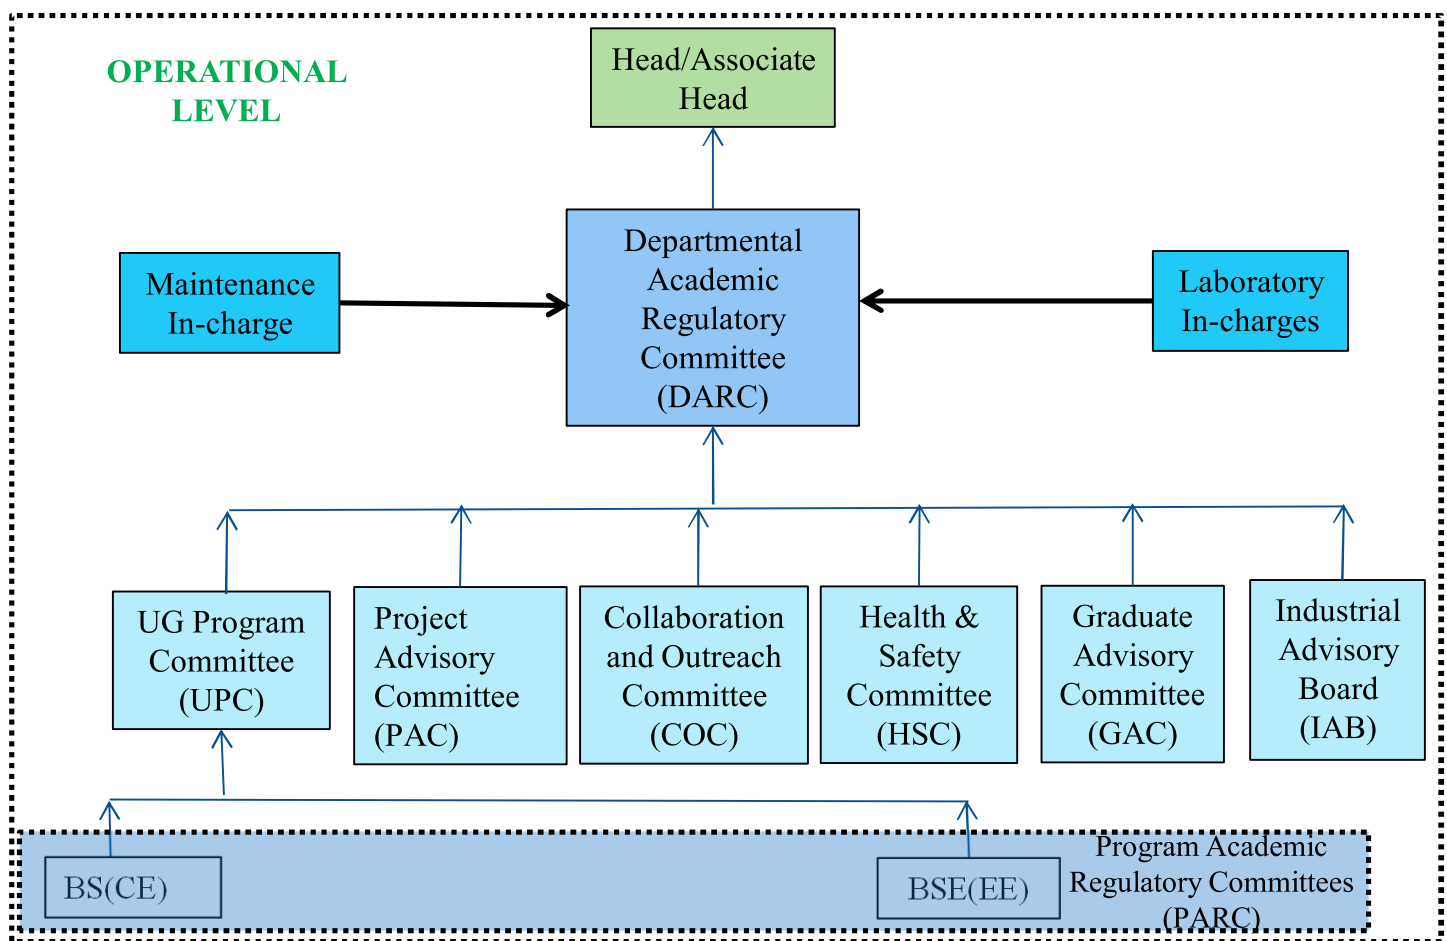 OPERATIONAL
LEVEL
Head/Associate
Head
Departmental
Academic
Regulatory
Committee
(DARC)
Maintenance
In-charge
Laboratory
In-charges
UG Program
Committee
(UPC)
Project
Advisory
Committee
(PAC)
Collaboration
and Outreach
Committee
(COC)
Health &
Safety
Committee
(HSC)
Graduate
Advisory
Committee
(GAC)
Industrial
Advisory
Board
(IAB)
BS(CE)
BSE(EE)
Program Academic
Regulatory Committees
(PARC)